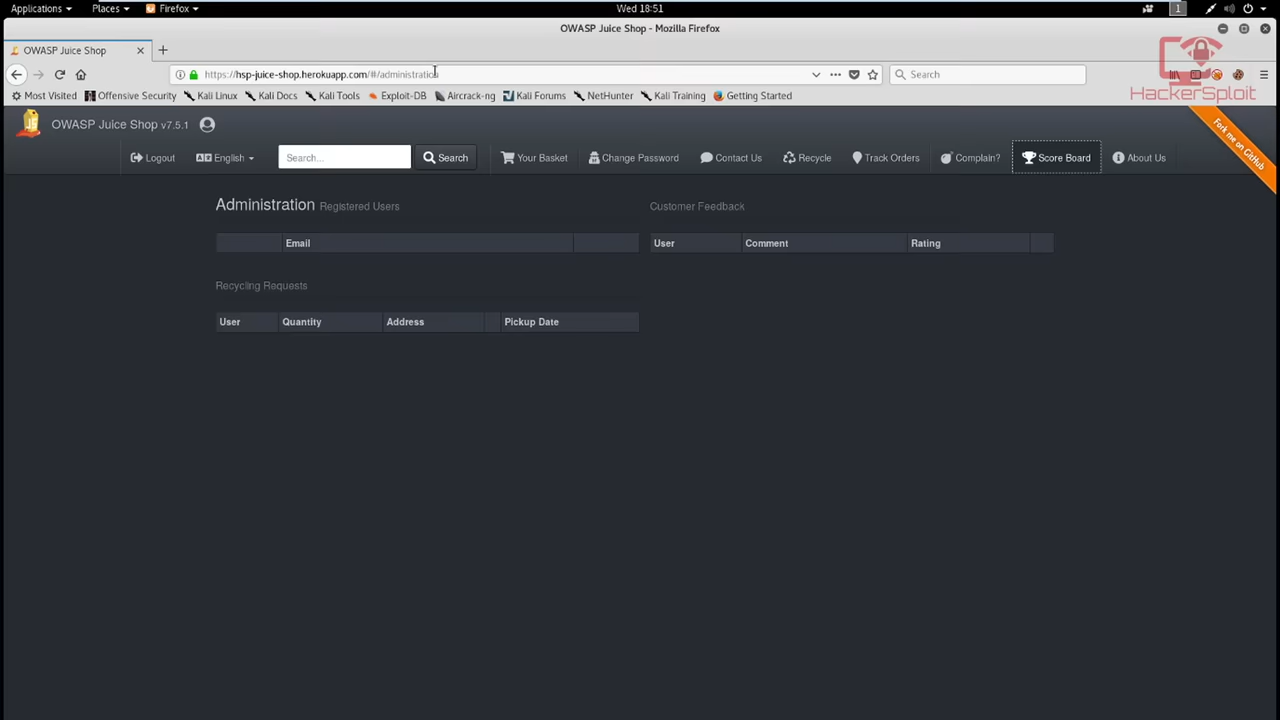 Applications Places Firefox Wed 18:51 1
OWASP Juice Shop - Mozilla Firefox
OWASP Juice Shop
https://hsp-juice-shop.herokuapp.com/#/administration Search
HackerSploit
Most Visited Offensive Security Kali Linux Kali Docs Kali Tools Exploit-DB Aircrack-ng Kali Forums NetHunter Kali Training Getting Started
OWASP Juice Shop v7.5.1
Fork me on GitHub
Logout English Search... Search Your Basket Change Password Contact Us Recycle Track Orders Complain? Score Board About Us
Administration Registered Users
Email
Recycling Requests
User Quantity Address Pickup Date
Customer Feedback
User Comment Rating